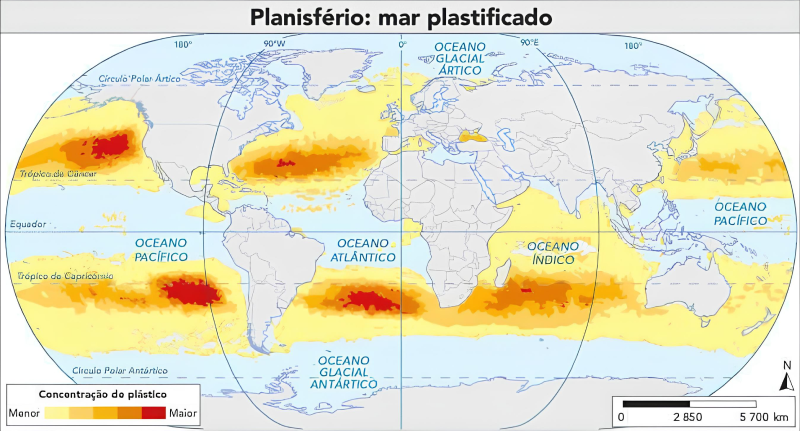 Planisfério: mar plastificado
180°
90°W
0°
90°E
180°
OCEANO
GLACIAL
ÁRTICO
Círculo Polar Ártico
Trópico de Câncer
OCEANO
PACÍFICO
Equador
OCEANO
PACÍFICO
OCEANO
ATLÂNTICO
OCEANO
ÍNDICO
Trópico de Capricórnio
OCEANO
GLACIAL
ANTÁRTICO
Círculo Polar Antártico
N
Concentração de plástico
Menor Maior
0 2 850 5 700 km